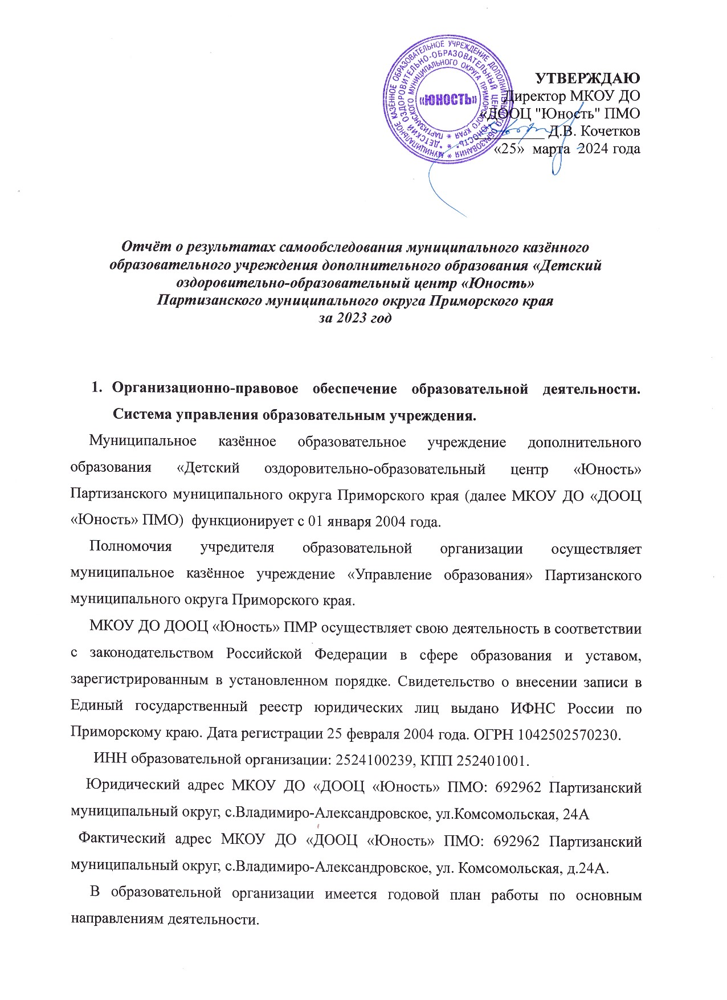 УТВЕРЖДАЮ
Директор МКОУ ДО
«ДООЦ "Юность" ПМО
Д.В. Кочетков
«25» марта 2024 года
МУНИЦИПАЛЬНОЕ КАЗЁННОЕ ОБРАЗОВАТЕЛЬНОЕ УЧРЕЖДЕНИЕ ДОПОЛНИТЕЛЬНОГО ОБРАЗОВАНИЯ *
"ДЕТСКИЙ ОЗДОРОВИТЕЛЬНО-ОБРАЗОВАТЕЛЬНЫЙ ЦЕНТР "ЮНОСТЬ" *
ПАРТИЗАНСКОГО МУНИЦИПАЛЬНОГО ОКРУГА ПРИМОРСКОГО КРАЯ *
«ЮНОСТЬ»
Отчёт о результатах самообследования муниципального казённого
образовательного учреждения дополнительного образования «Детский
оздоровительно-образовательный центр «Юность»
Партизанского муниципального округа Приморского края
за 2023 год
1. Организационно-правовое обеспечение образовательной деятельности.
Система управления образовательным учреждения.
Муниципальное казённое образовательное учреждение дополнительного
образования «Детский оздоровительно-образовательный центр «Юность»
Партизанского муниципального округа Приморского края (далее МКОУ ДО «ДООЦ
«Юность» ПМО) функционирует с 01 января 2004 года.
Полномочия учредителя образовательной организации осуществляет
муниципальное казённое учреждение «Управление образования» Партизанского
муниципального округа Приморского края.
МКОУ ДО ДООЦ «Юность» ПМР осуществляет свою деятельность в соответствии
с законодательством Российской Федерации в сфере образования и уставом,
зарегистрированным в установленном порядке. Свидетельство о внесении записи в
Единый государственный реестр юридических лиц выдано ИФНС России по
Приморскому краю. Дата регистрации 25 февраля 2004 года. ОГРН 1042502570230.
ИНН образовательной организации: 2524100239, КПП 252401001.
Юридический адрес МКОУ ДО «ДООЦ «Юность» ПМО: 692962 Партизанский
муниципальный округ, с.Владимиро-Александровское, ул.Комсомольская, 24А
Фактический адрес МКОУ ДО «ДООЦ «Юность» ПМО: 692962 Партизанский
муниципальный округ, с.Владимиро-Александровское, ул. Комсомольская, д.24А.
В образовательной организации имеется годовой план работы по основным
направлениям деятельности.